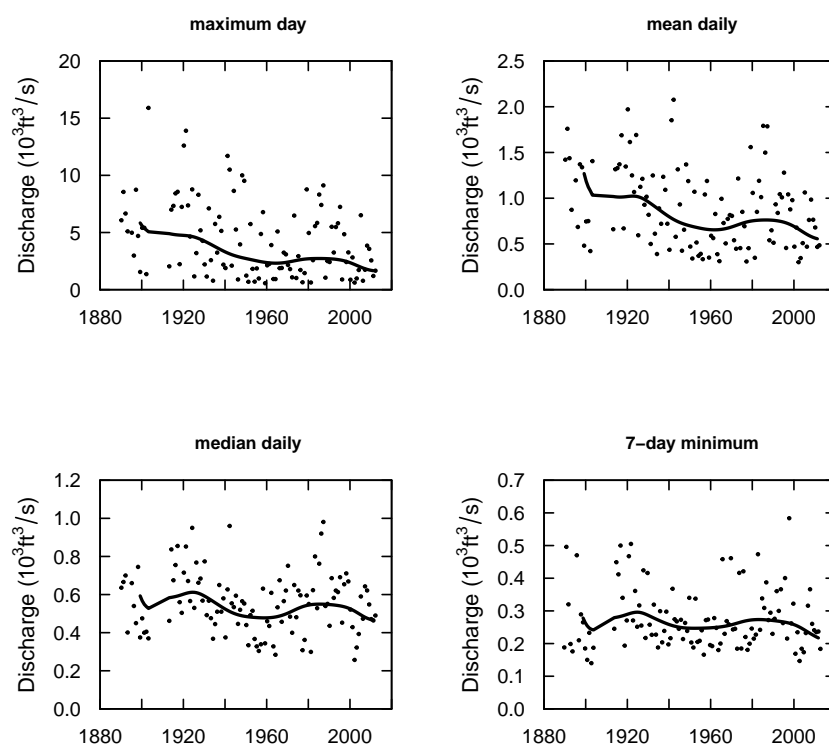 maximum day
Discharge (10³ft³/s)
20
15
10
5
0
1880 1920 1960 2000
mean daily
Discharge (10³ft³/s)
2.5
2.0
1.5
1.0
0.5
0.0
1880 1920 1960 2000
median daily
Discharge (10³ft³/s)
1.2
1.0
0.8
0.6
0.4
0.2
0.0
1880 1920 1960 2000
7−day minimum
Discharge (10³ft³/s)
0.7
0.6
0.5
0.4
0.3
0.2
0.1
0.0
1880 1920 1960 2000